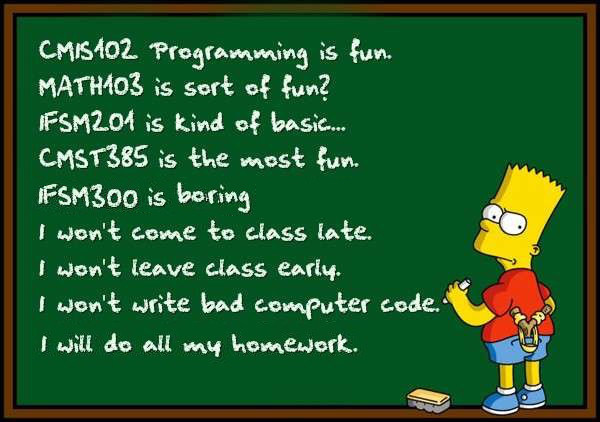 CMIS102 Programming is fun.
MATH103 is sort of fun?
IFSM201 is kind of basic...
CMST385 is the most fun.
IFSM300 is boring
I won't come to class late.
I won't leave class early.
I won't write bad computer code.
I will do all my homework.